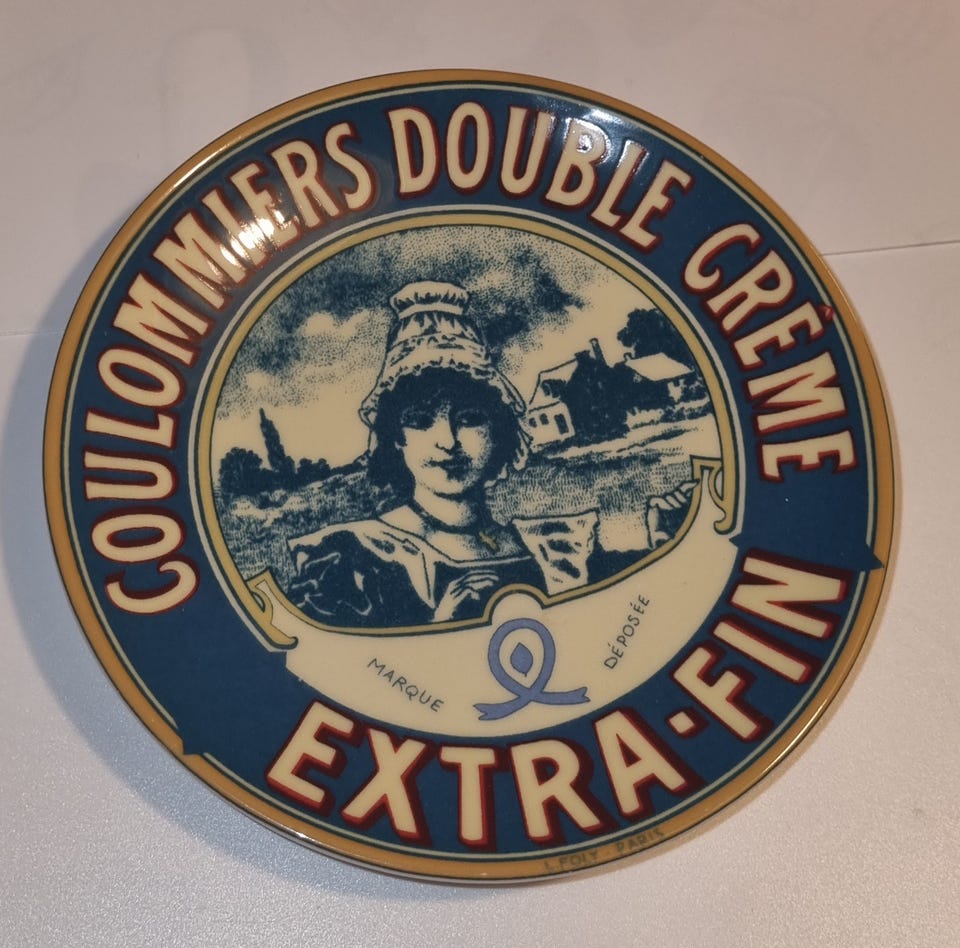 COULOMMIERS DOUBLE CRÈME
MARQUE DÉPOSÉE
EXTRA-FIN
L. FOLY - PARIS